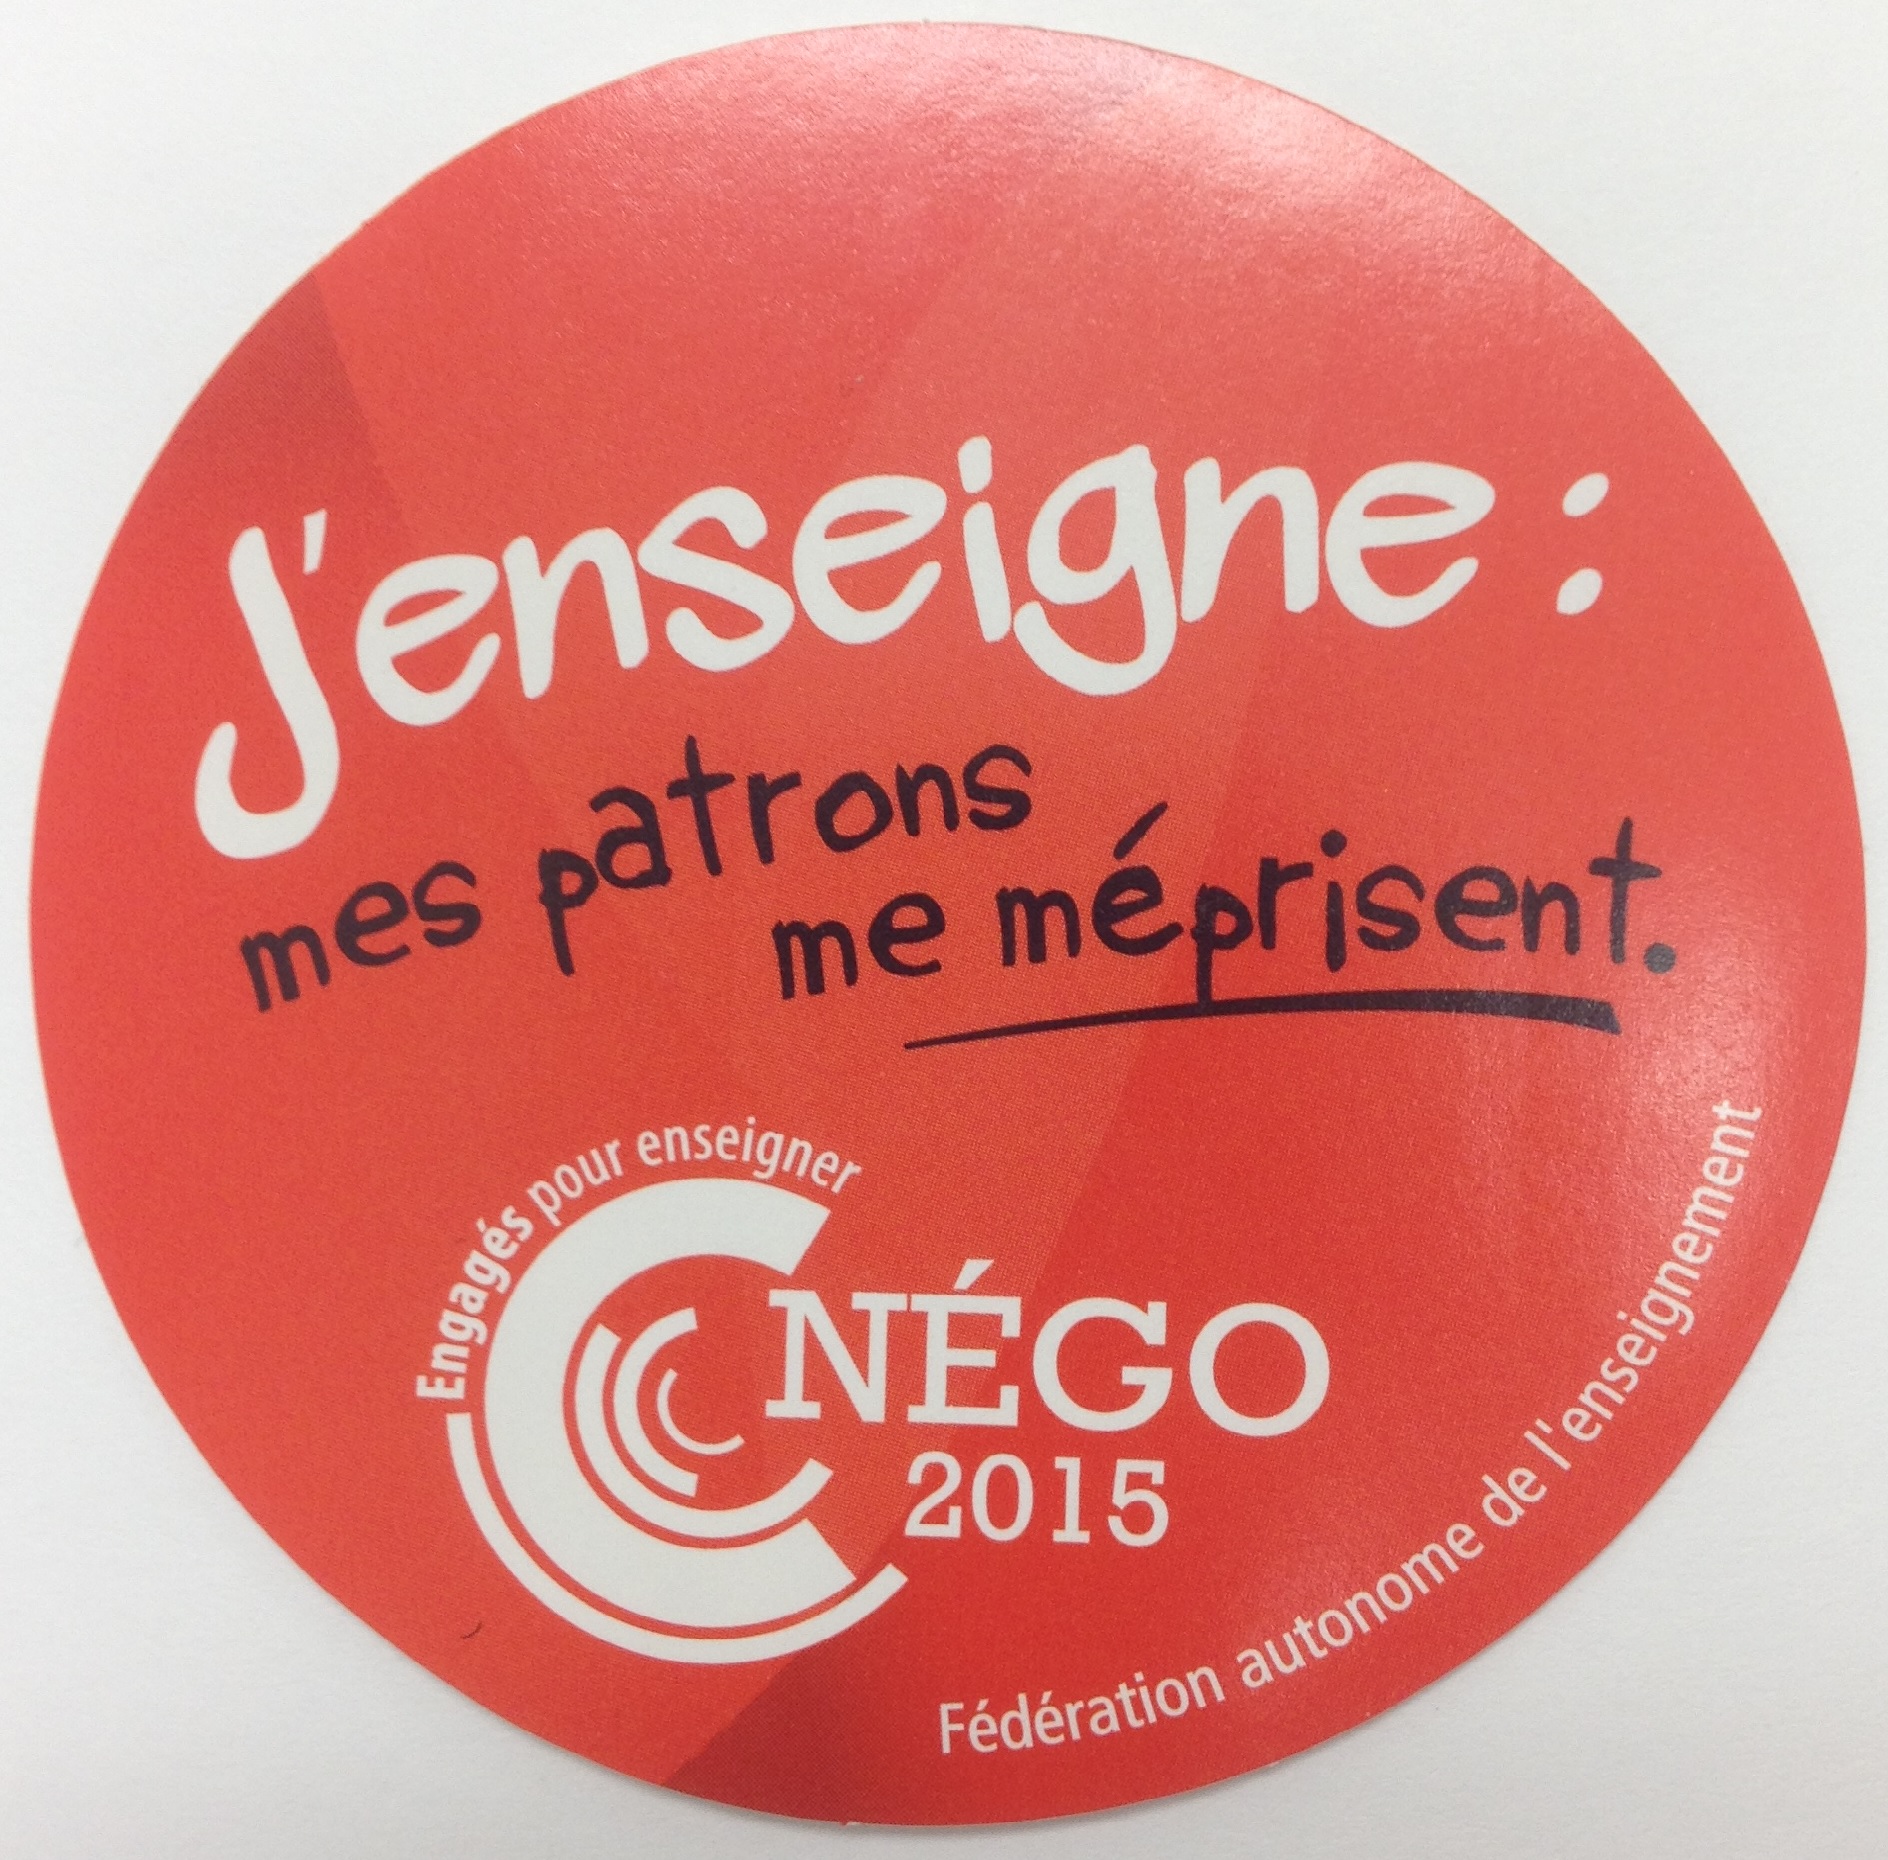 J'enseigne :
mes patrons
me méprisent.
Engagés pour enseigner
NÉGO
2015
Fédération autonome de l'enseignement